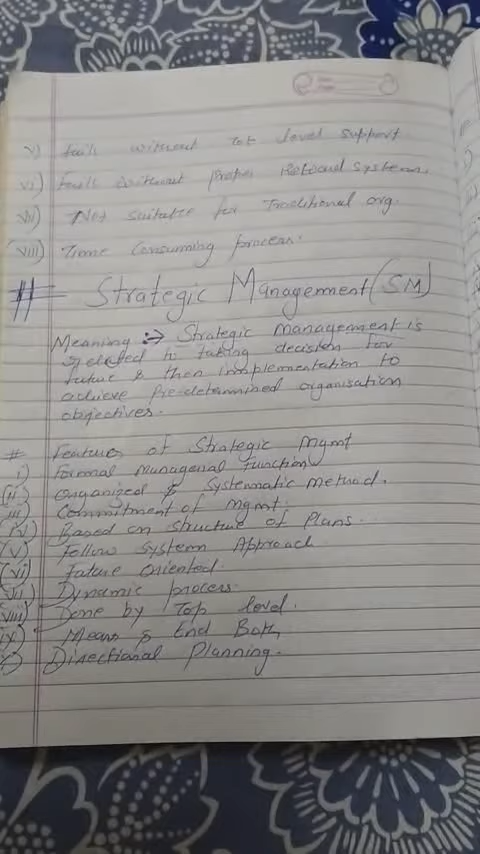 v) Fails without Top level support
vi) Fails without proper Reward System.
vii) Not suitable for Traditional org.
viii) Time Consuming process.
# Strategic Management (SM)
Meaning :-> Strategic management is
related to taking decision for
future & then implementation to
achieve Pre-determined organisation
objectives.
# Features of Strategic Mgmt
i) Formal Managerial Function
ii) Organized & Systematic method.
iii) Commitment of Mgmt.
iv) Based on structure of Plans.
v) Follow System Approach
vi) Future Oriented.
vii) Dynamic process.
viii) Done by Top level.
ix) Means & End Both,
x) Directional Planning.